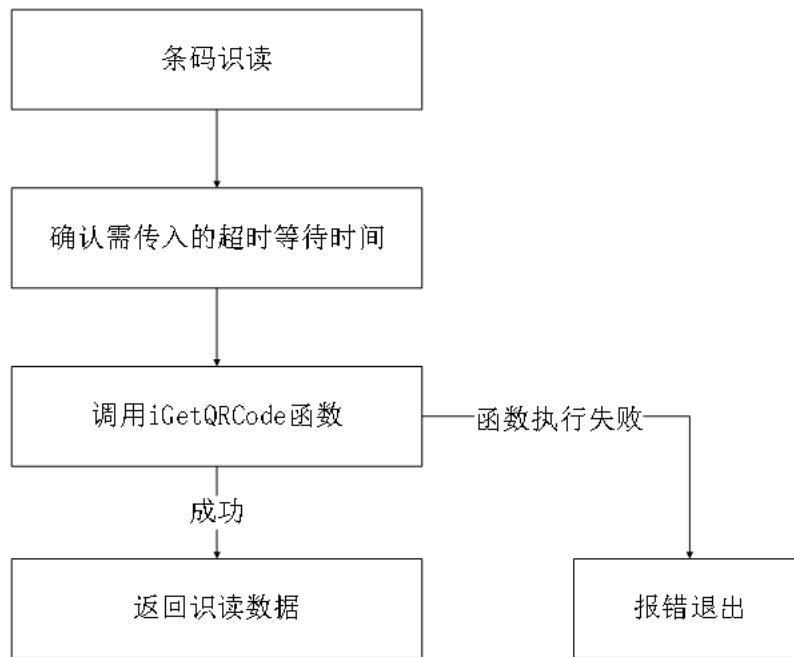 条码识读
确认需传入的超时等待时间
调用iGetQRCode函数
函数执行失败
成功
返回识读数据
报错退出